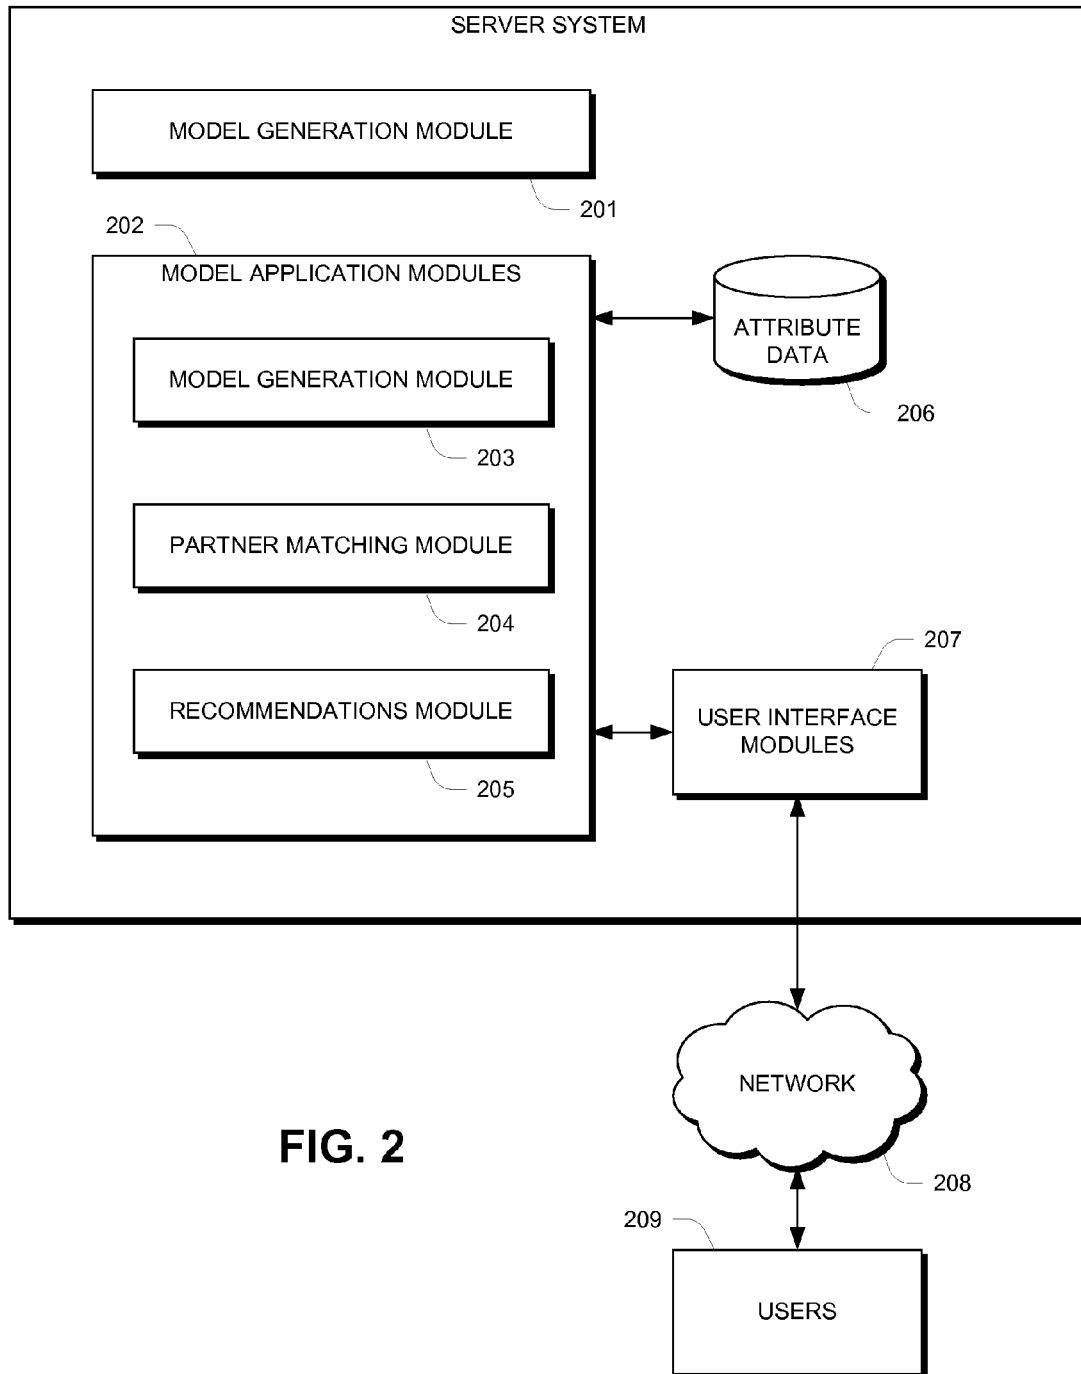 SERVER SYSTEM
MODEL GENERATION MODULE
201
202
MODEL APPLICATION MODULES
MODEL GENERATION MODULE
203
PARTNER MATCHING MODULE
204
RECOMMENDATIONS MODULE
205
ATTRIBUTE
DATA
206
207
USER INTERFACE
MODULES
NETWORK
208
209
USERS
FIG. 2